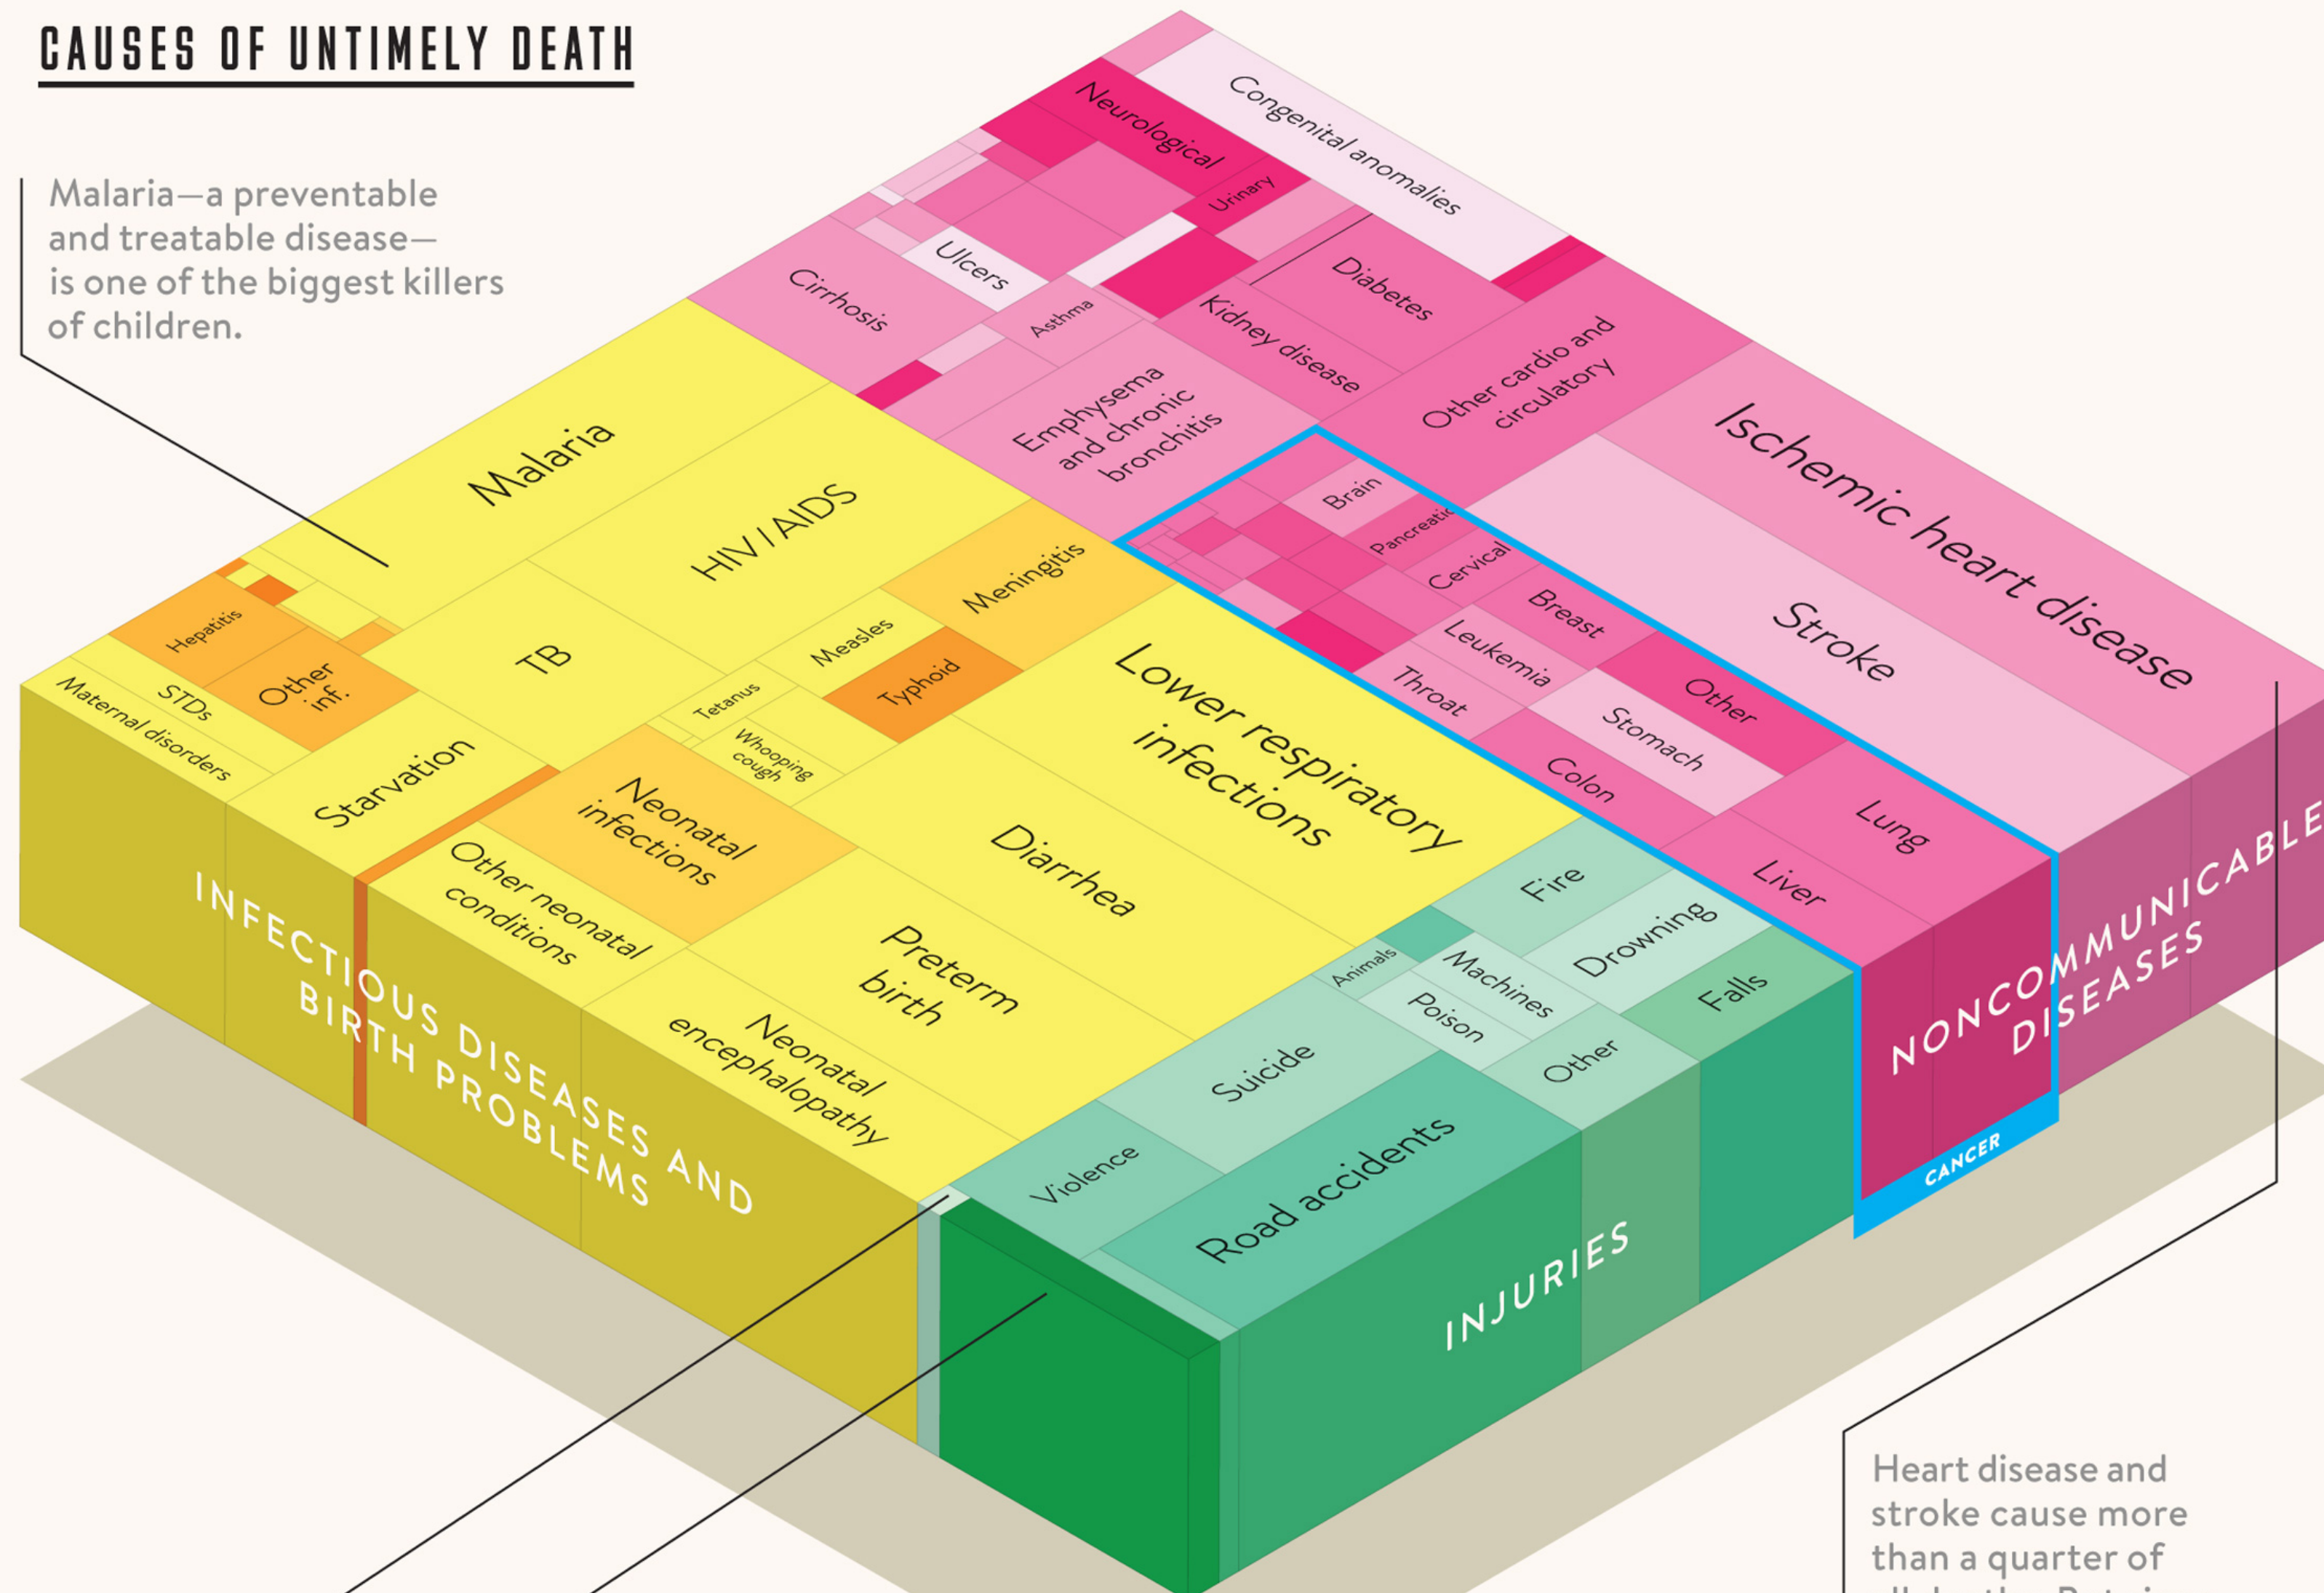 CAUSES OF UNTIMELY DEATH
Malaria—a preventable
and treatable disease—
is one of the biggest killers
of children.
Congenital anomalies
Neurological
Urinary
Ulcers
Cirrhosis
Asthma
Diabetes
Kidney disease
Other cardio and
circulatory
Emphysema
and chronic
bronchitis
Ischemic heart disease
Stroke
Malaria
HIV/AIDS
Meningitis
Brain
Pancreatic
Cervical
Breast
Leukemia
Other
Throat
Stomach
Colon
Lung
Liver
Hepatitis
Other
inf.
STDs
Maternal disorders
TB
Measles
Typhoid
Tetanus
Whooping
cough
Starvation
Lower respiratory
infections
Neonatal
infections
Diarrhea
Other neonatal
conditions
Preterm
birth
Neonatal
encephalopathy
Fire
Drowning
Falls
Animals
Machines
Poison
Other
Suicide
Violence
Road accidents
INFECTIOUS DISEASES AND
BIRTH PROBLEMS
INJURIES
NONCOMMUNICABLE
DISEASES
CANCER
Heart disease and
stroke cause more
than a quarter of